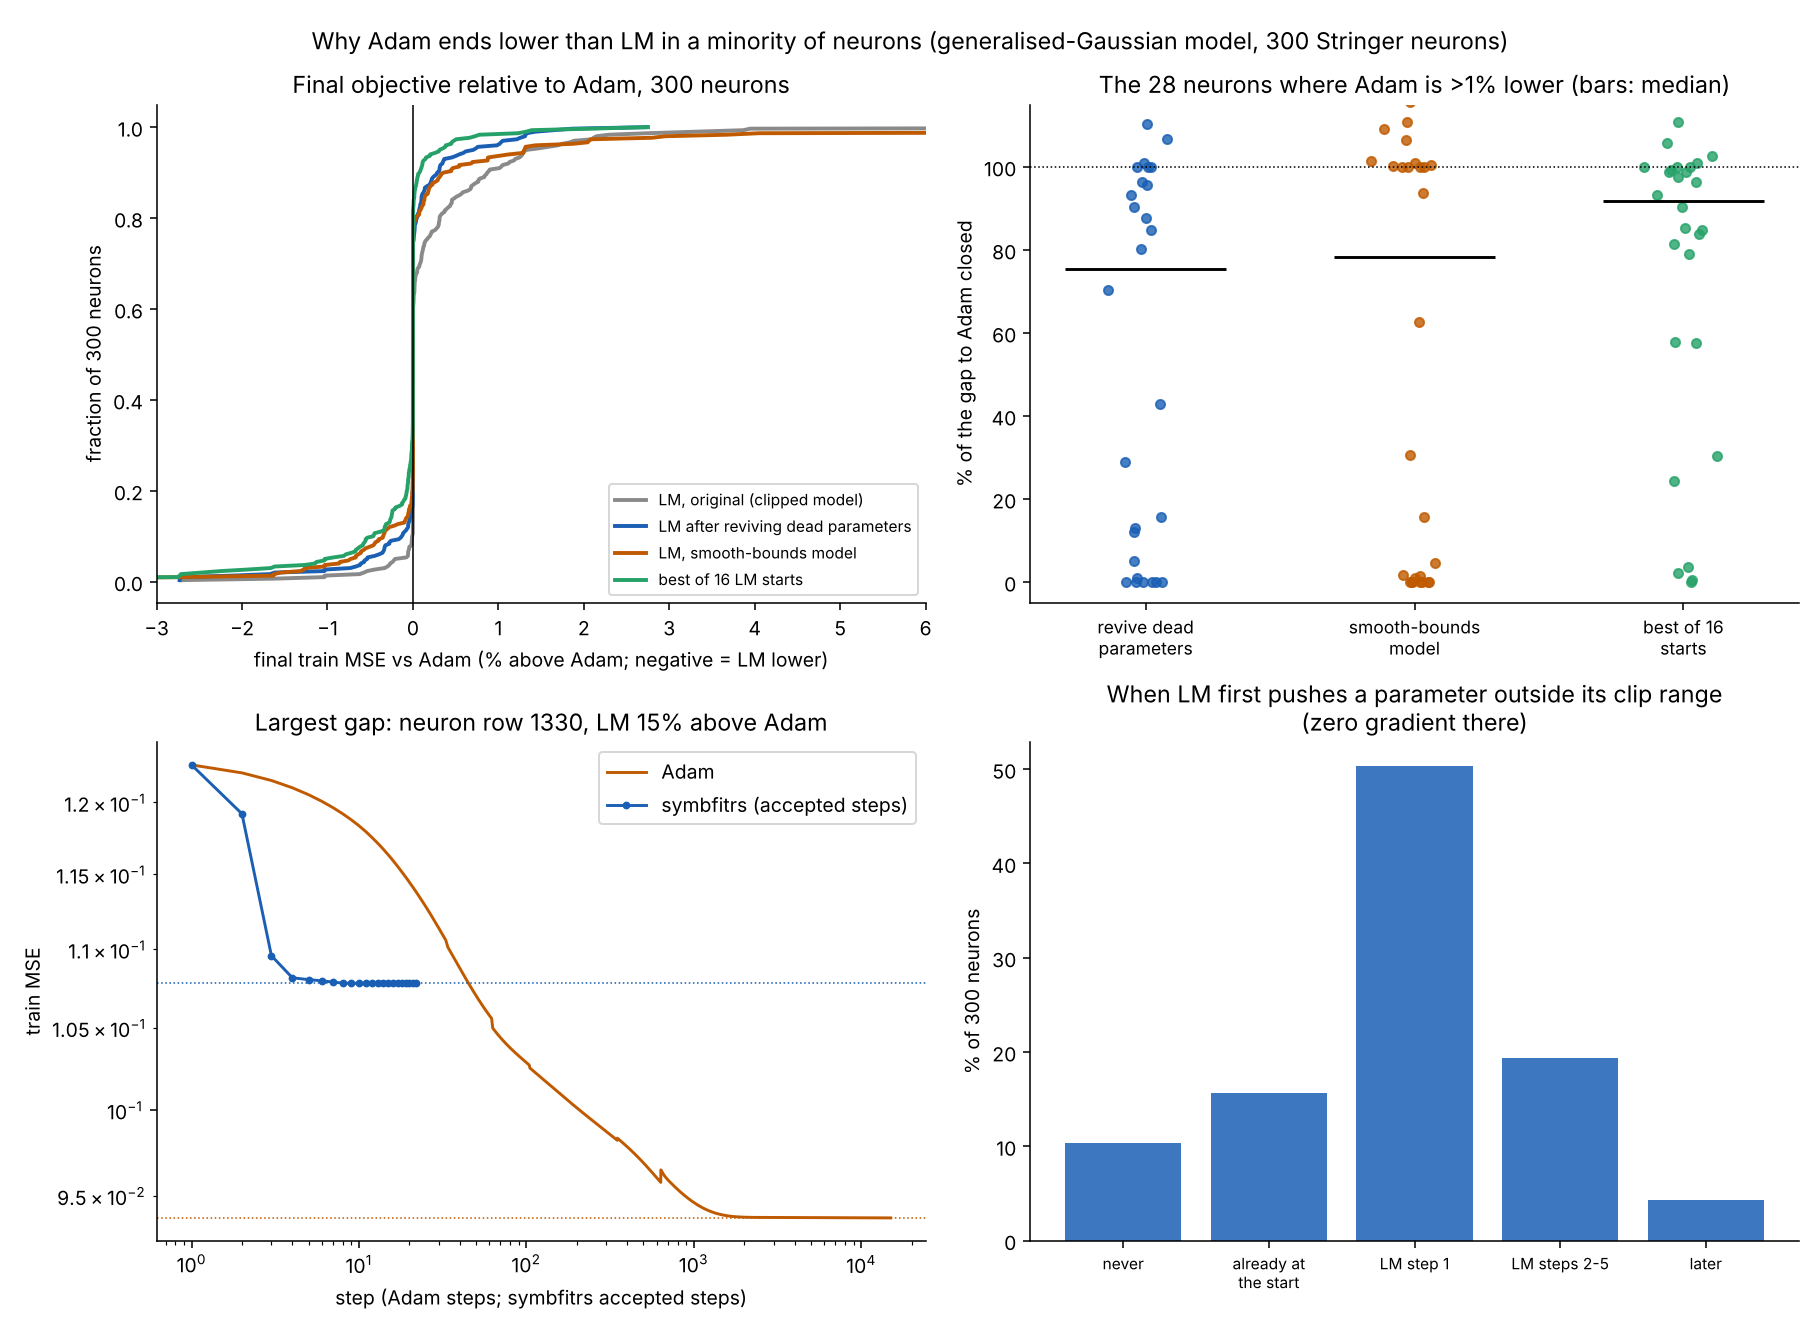 Why Adam ends lower than LM in a minority of neurons (generalised-Gaussian model, 300 Stringer neurons)
Final objective relative to Adam, 300 neurons
fraction of 300 neurons
1.0
0.8
0.6
0.4
0.2
0.0
LM, original (clipped model)
LM after reviving dead parameters
LM, smooth-bounds model
best of 16 LM starts
−3 −2 −1 0 1 2 3 4 5 6
final train MSE vs Adam (% above Adam; negative = LM lower)
The 28 neurons where Adam is >1% lower (bars: median)
% of the gap to Adam closed
100
80
60
40
20
0
revive dead
parameters
smooth-bounds
model
best of 16
starts
Largest gap: neuron row 1330, LM 15% above Adam
train MSE
1.2 × 10⁻¹
1.15 × 10⁻¹
1.1 × 10⁻¹
1.05 × 10⁻¹
10⁻¹
9.5 × 10⁻²
Adam
symbfitrs (accepted steps)
10⁰ 10¹ 10² 10³ 10⁴
step (Adam steps; symbfitrs accepted steps)
When LM first pushes a parameter outside its clip range
(zero gradient there)
% of 300 neurons
50
40
30
20
10
0
never
already at
the start
LM step 1
LM steps 2-5
later